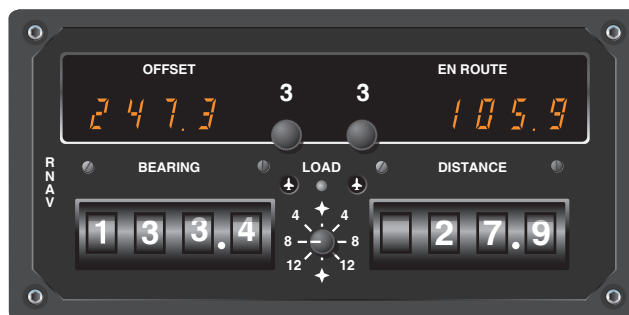 OFFSET EN ROUTE
3 3
247.3 105.9
RNAV
BEARING LOAD DISTANCE
133.4 27.9
4 4
8 8
12 12